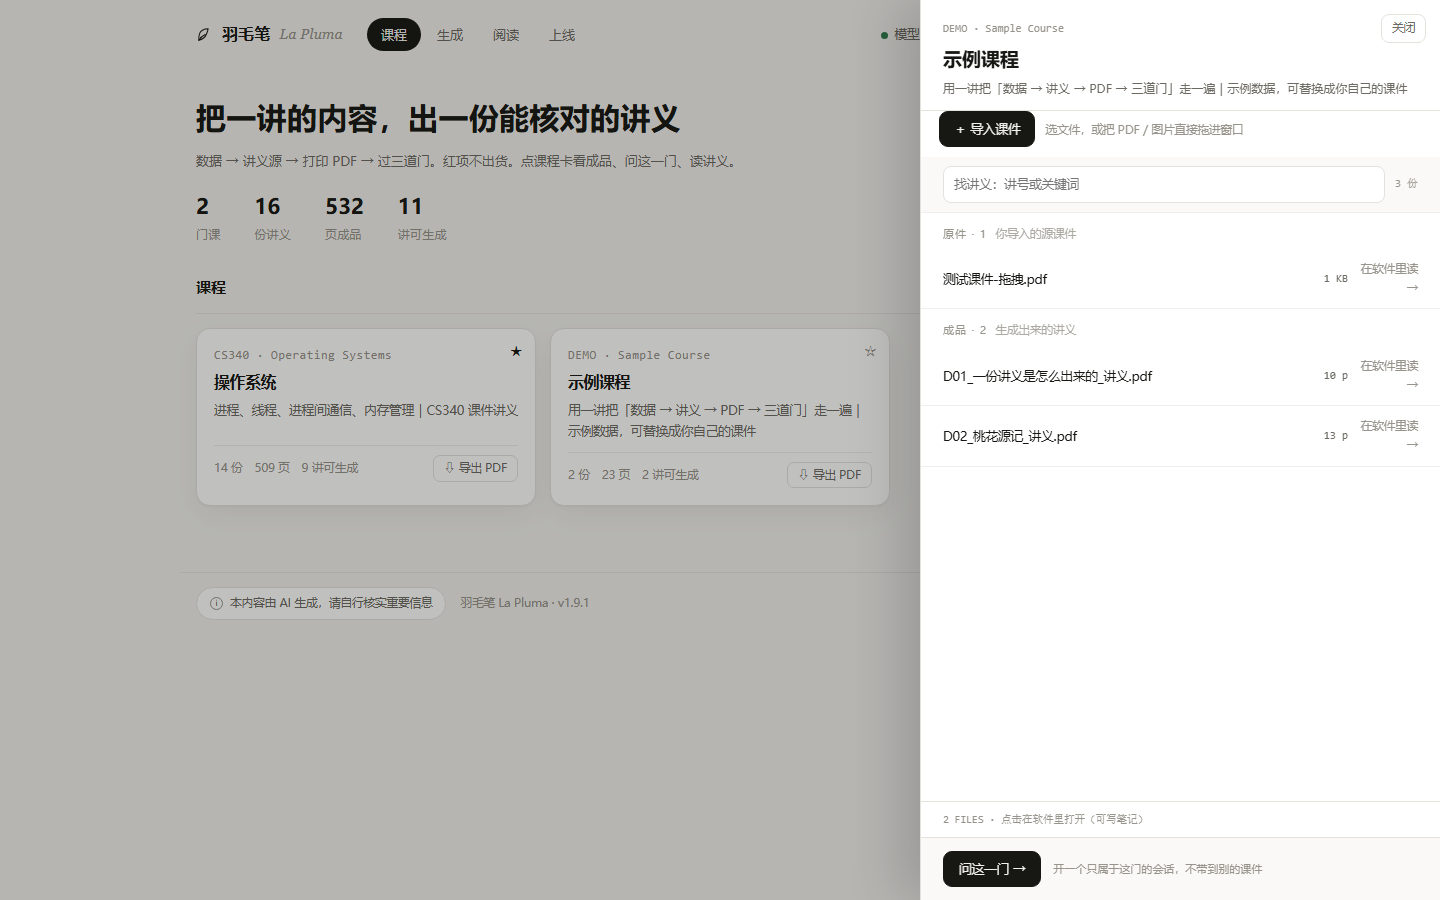 羽毛笔 La Pluma 课程 生成 阅读 上线 模型
把一讲的内容，出一份能核对的讲义
数据 → 讲义源 → 打印 PDF → 过三道门。红项不出货。点课程卡看成品、问这一门、读讲义。
2 16 532 11
门课 份讲义 页成品 讲可生成
课程
CS340 · Operating Systems ★
操作系统
进程、线程、进程间通信、内存管理 | CS340 课件讲义
14 份 509 页 9 讲可生成 ⇩ 导出 PDF
DEMO · Sample Course ☆
示例课程
用一讲把「数据 → 讲义 → PDF → 三道门」走一遍 |
示例数据，可替换成你自己的课件
2 份 23 页 2 讲可生成 ⇩ 导出 PDF
本内容由 AI 生成，请自行核实重要信息 羽毛笔 La Pluma · v1.9.1
DEMO · Sample Course 关闭
示例课程
用一讲把「数据 → 讲义 → PDF → 三道门」走一遍 | 示例数据，可替换成你自己的课件
+ 导入课件 选文件，或把 PDF / 图片直接拖进窗口
找讲义：讲号或关键词 3 份
原件 · 1 你导入的源课件
测试课件-拖拽.pdf 1 KB 在软件里读
→
成品 · 2 生成出来的讲义
D01_一份讲义是怎么出来的_讲义.pdf 10 p 在软件里读
→
D02_桃花源记_讲义.pdf 13 p 在软件里读
→
2 FILES · 点击在软件里打开（可写笔记）
问这一门 → 开一个只属于这门的会话，不带到别的课件